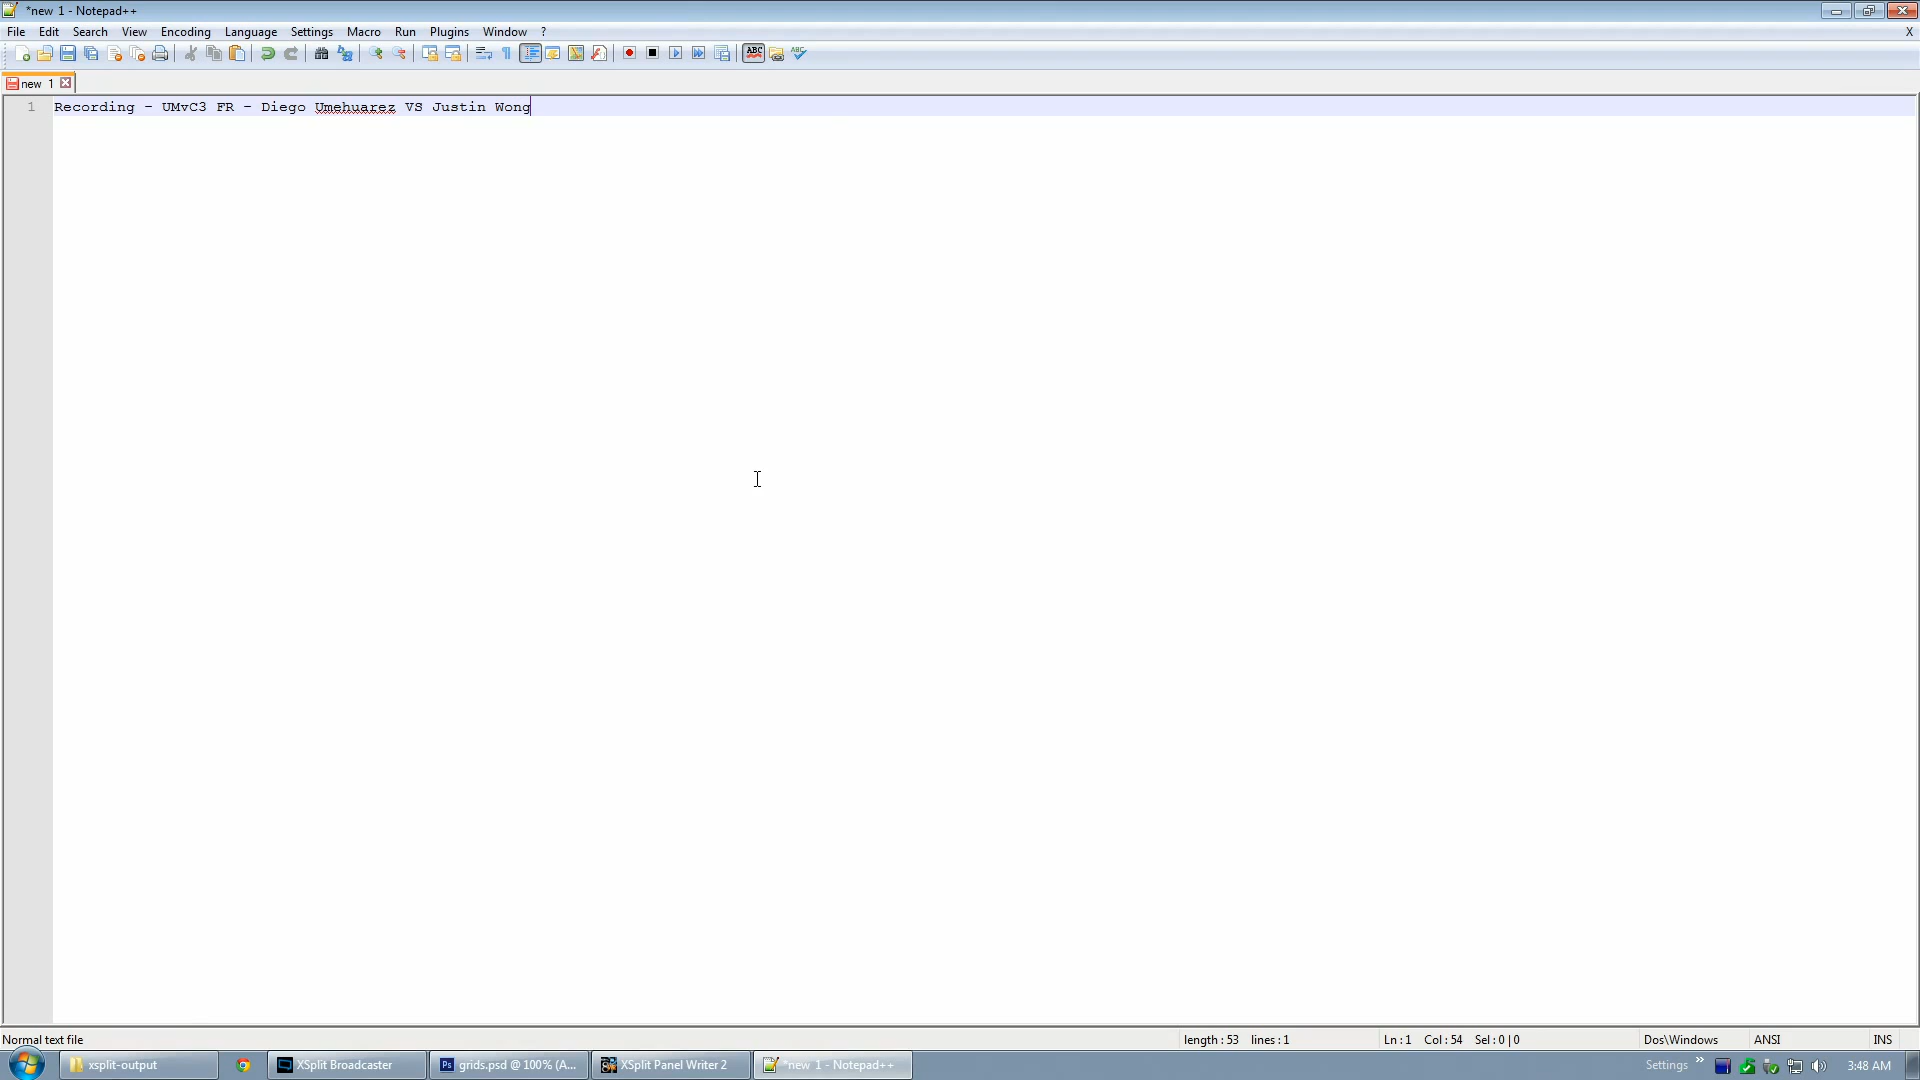 *new 1 - Notepad++
File Edit Search View Encoding Language Settings Macro Run Plugins Window ? X
ABC ABC
new 1
1 Recording - UMvC3 FR - Diego Umehuarez VS Justin Wong
Normal text file length : 53 lines : 1 Ln : 1 Col : 54 Sel : 0 | 0 Dos\Windows ANSI INS
xsplit-output XSplit Broadcaster Ps grids.psd @ 100% (A... XSplit Panel Writer 2 *new 1 - Notepad++ Settings » 3:48 AM